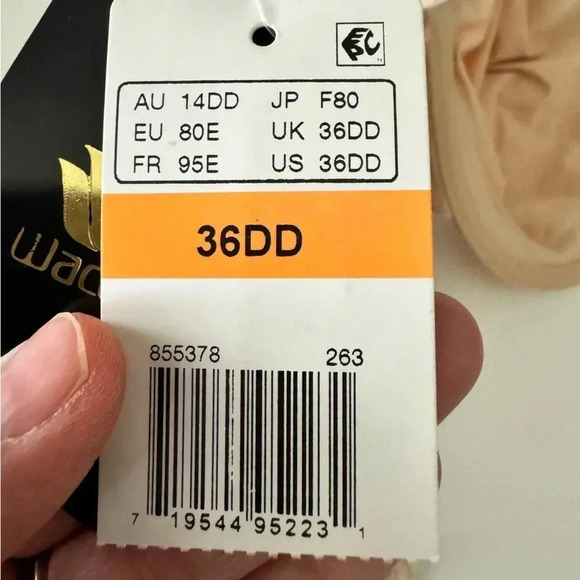 AU 14DD JP F80
EU 80E UK 36DD
FR 95E US 36DD
36DD
855378 263
7 19544 95223 1